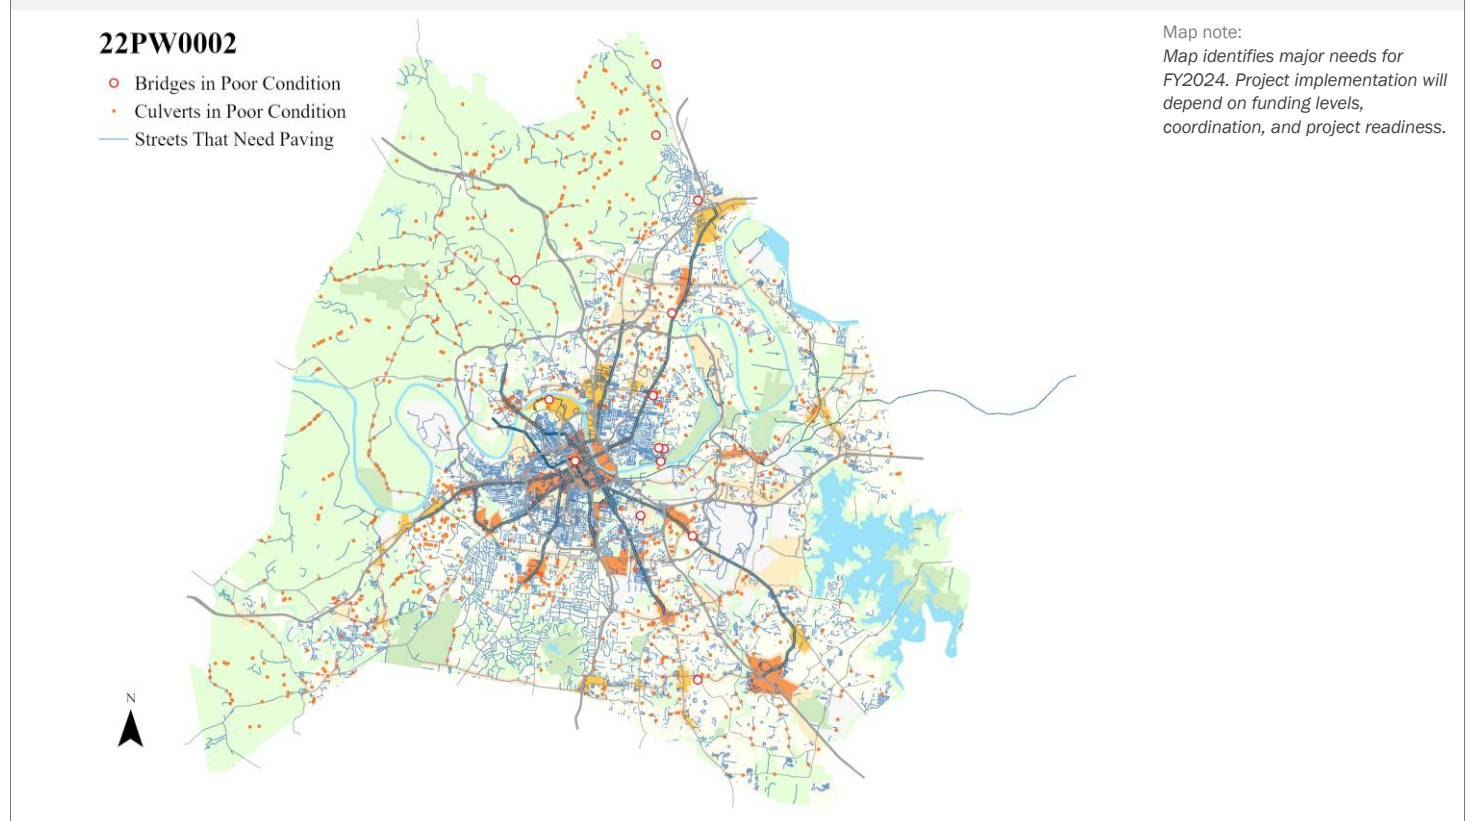 22PW0002
Bridges in Poor Condition
Culverts in Poor Condition
Streets That Need Paving
Map note:
Map identifies major needs for
FY2024. Project implementation will
depend on funding levels,
coordination, and project readiness.
N